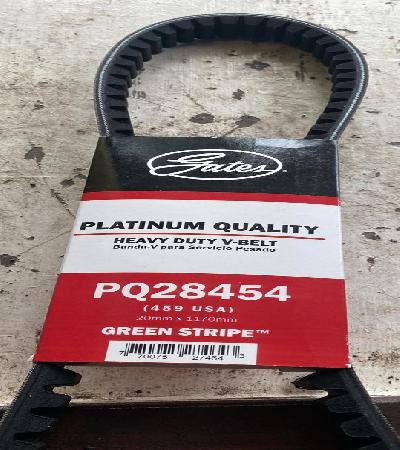 Gates
PLATINUM QUALITY
HEAVY DUTY V-BELT
Banda-V para Servicio Pesado
PQ28454
(459 USA)
20mm x 1170mm
GREEN STRIPE™